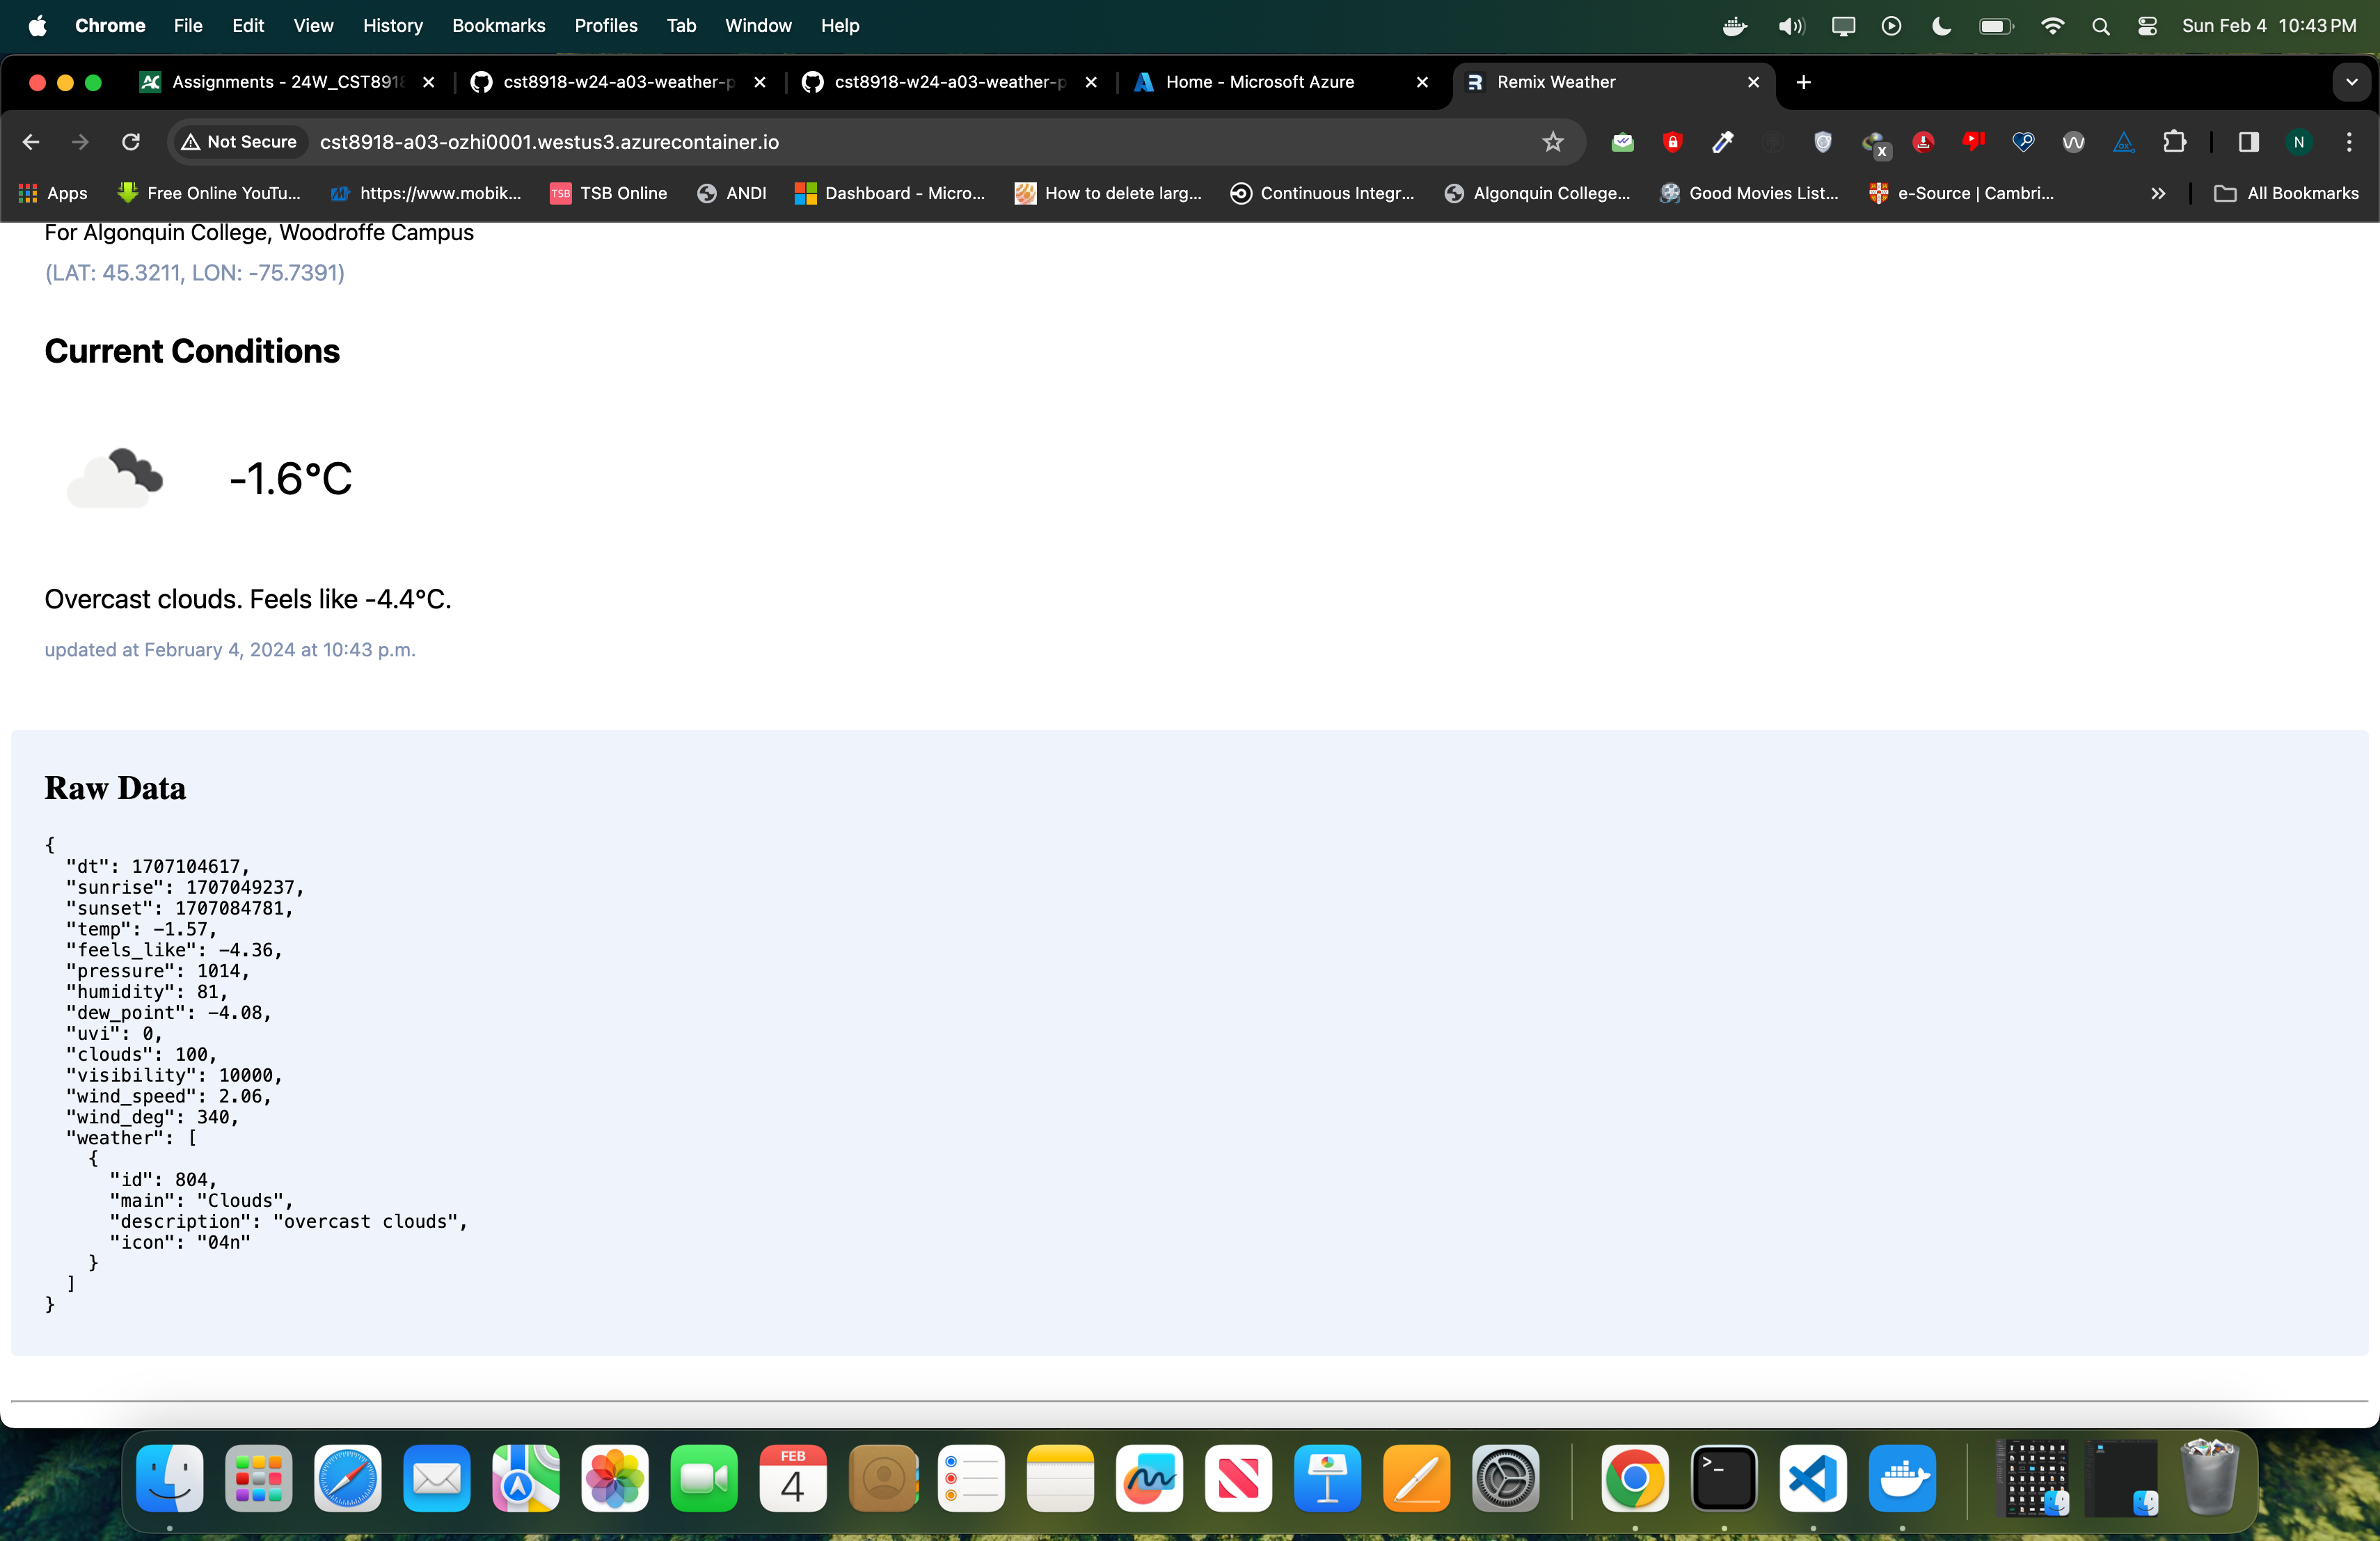 Chrome File Edit View History Bookmarks Profiles Tab Window Help Sun Feb 4 10:43 PM
Assignments - 24W_CST8918 cst8918-w24-a03-weather-p cst8918-w24-a03-weather-p Home - Microsoft Azure Remix Weather
Not Secure cst8918-a03-ozhi0001.westus3.azurecontainer.io X N
Apps Free Online YouTu... https://www.mobik... TSB TSB Online ANDI Dashboard - Micro... How to delete larg... Continuous Integr... Algonquin College... Good Movies List... e-Source | Cambri... All Bookmarks
For Algonquin College, Woodroffe Campus
(LAT: 45.3211, LON: -75.7391)
Current Conditions
-1.6°C
Overcast clouds. Feels like -4.4°C.
updated at February 4, 2024 at 10:43 p.m.
Raw Data
{
"dt": 1707104617,
"sunrise": 1707049237,
"sunset": 1707084781,
"temp": -1.57,
"feels_like": -4.36,
"pressure": 1014,
"humidity": 81,
"dew_point": -4.08,
"uvi": 0,
"clouds": 100,
"visibility": 10000,
"wind_speed": 2.06,
"wind_deg": 340,
"weather": [
{
"id": 804,
"main": "Clouds",
"description": "overcast clouds",
"icon": "04n"
}
]
}
FEB
4